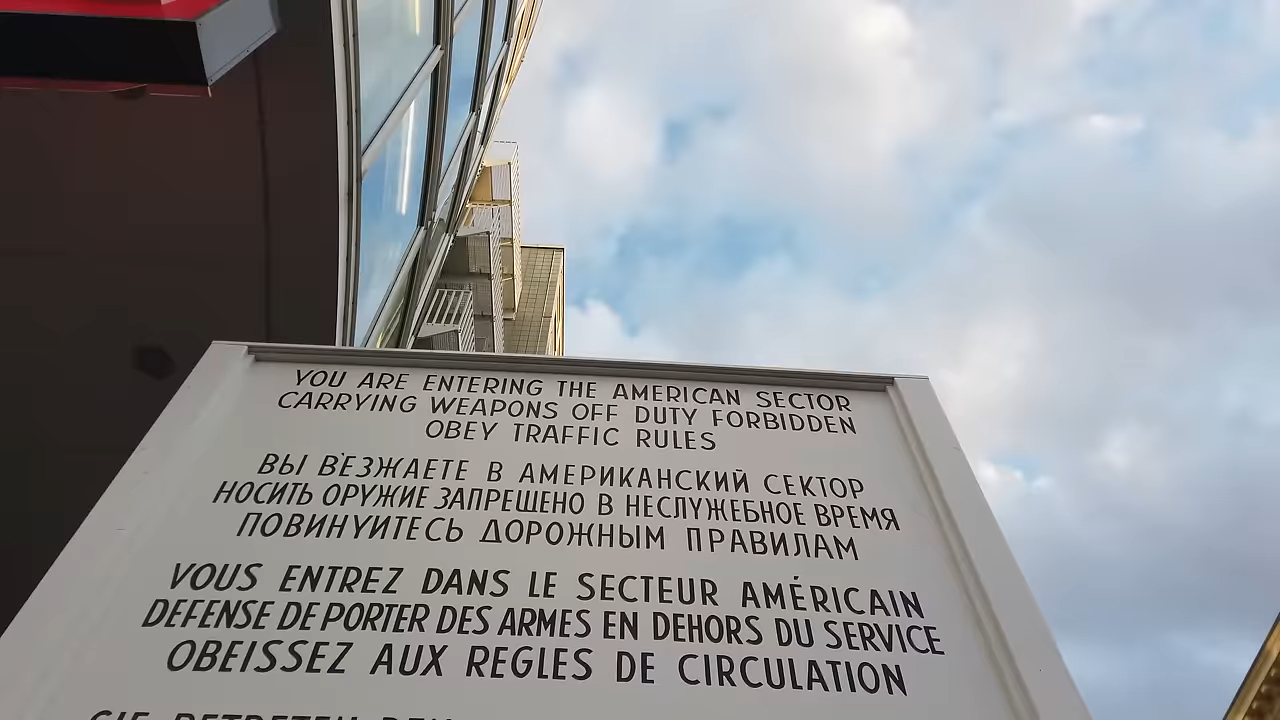 YOU ARE ENTERING THE AMERICAN SECTOR
CARRYING WEAPONS OFF DUTY FORBIDDEN
OBEY TRAFFIC RULES
ВЫ ВЪЕЗЖАЕТЕ В АМЕРИКАНСКИЙ СЕКТОР
НОСИТЬ ОРУЖИЕ ЗАПРЕЩЕНО В НЕСЛУЖЕБНОЕ ВРЕМЯ
ПОВИНУЙТЕСЬ ДОРОЖНЫМ ПРАВИЛАМ
VOUS ENTREZ DANS LE SECTEUR AMÉRICAIN
DEFENSE DE PORTER DES ARMES EN DEHORS DU SERVICE
OBEISSEZ AUX REGLES DE CIRCULATION